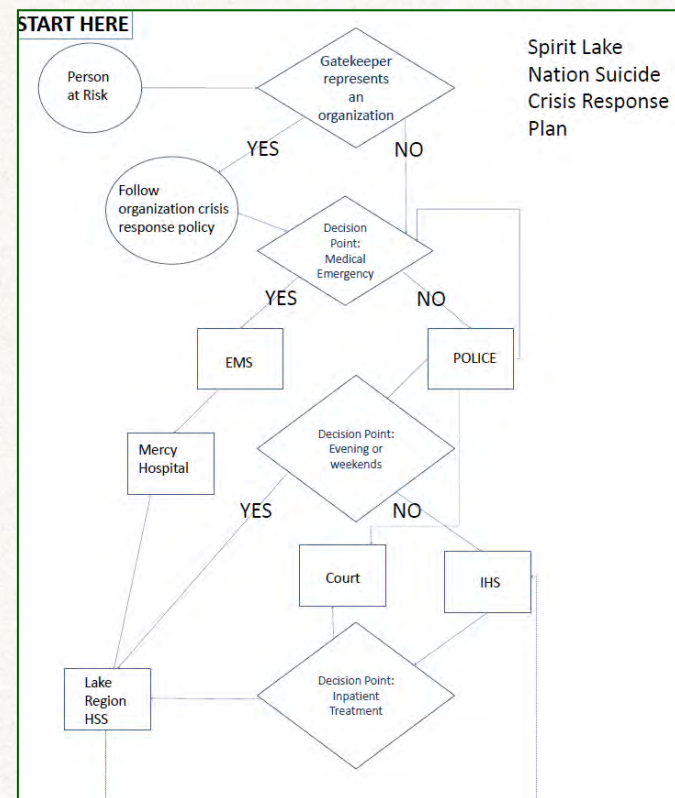 START HERE
Spirit Lake
Nation Suicide
Crisis Response
Plan
Gatekeeper
represents
an
organization
Person
at Risk
YES
NO
Follow
organization crisis
response policy
Decision
Point:
Medical
Emergency
YES
NO
EMS
POLICE
Mercy
Hospital
Decision Point:
Evening or
weekends
YES
NO
Court
IHS
Lake
Region
HSS
Decision Point:
Inpatient
Treatment